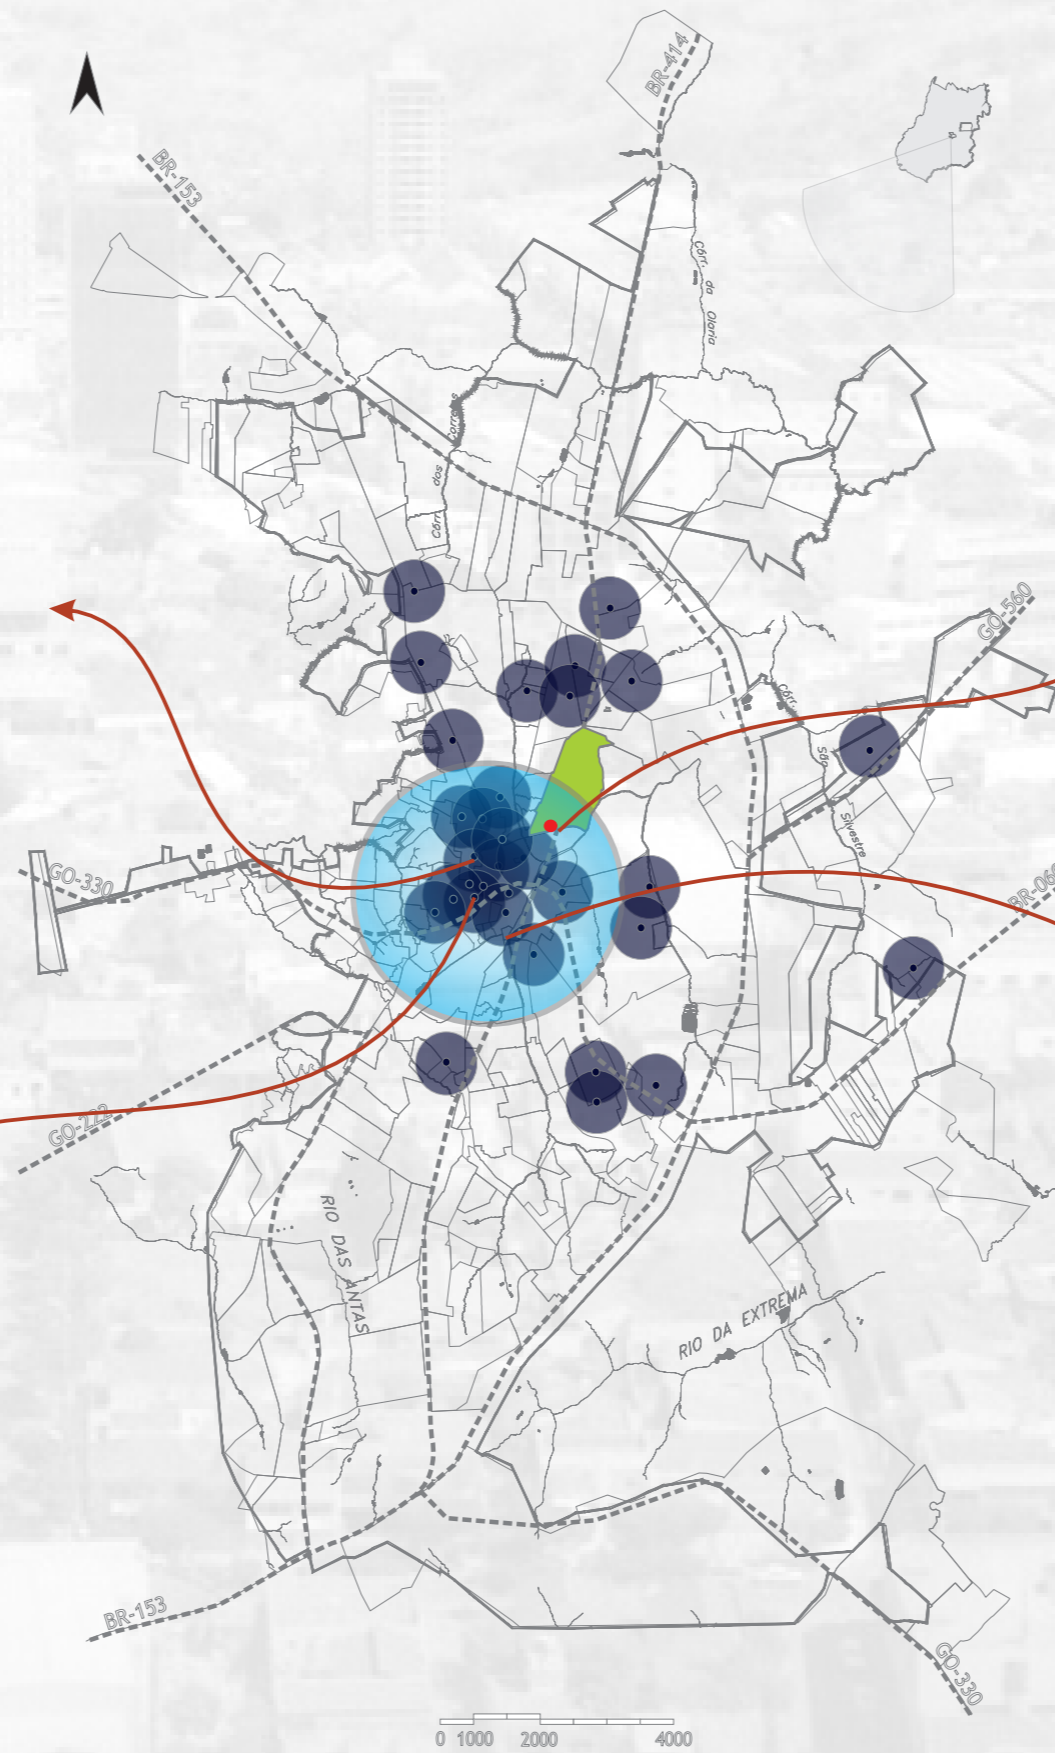 BR-414
BR-153
Córr. da Olaria
Córr. dos Correas
GO-560
Córr. São Silvestre
GO-330
BR-060
GO-222
RIO DAS ANTAS
RIO DA EXTREMA
BR-153
GO-330
0 1000 2000 4000